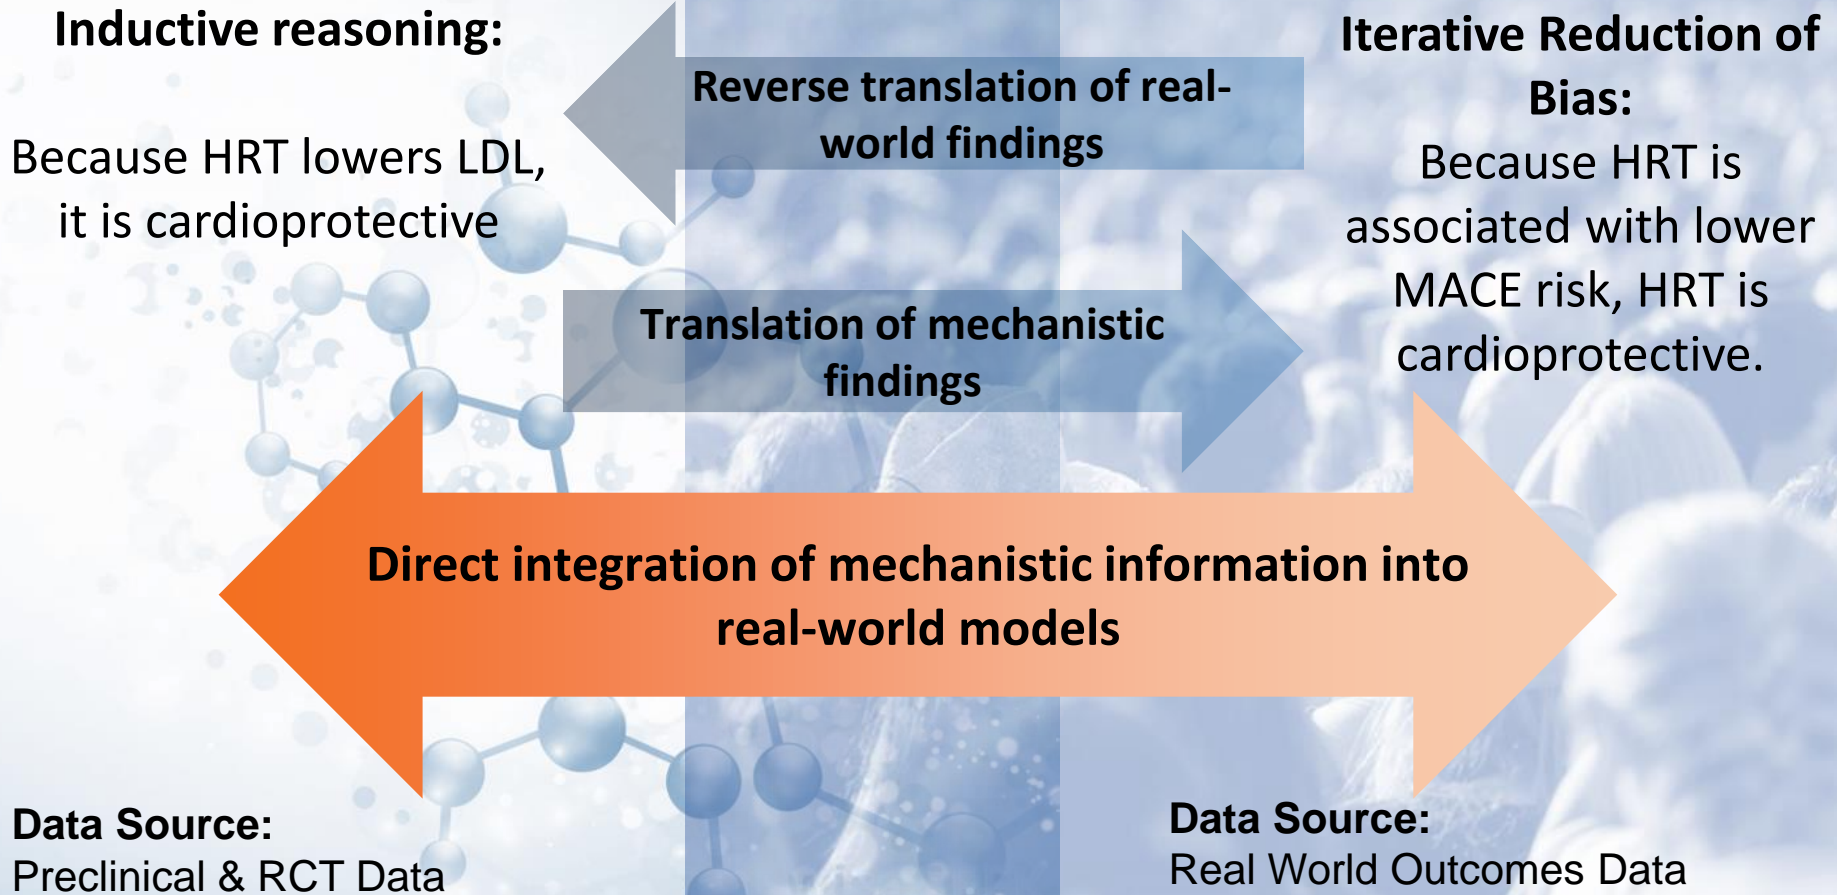 Inductive reasoning:
Because HRT lowers LDL,
it is cardioprotective
Reverse translation of real-
world findings
Translation of mechanistic
findings
Iterative Reduction of
Bias:
Because HRT is
associated with lower
MACE risk, HRT is
cardioprotective.
Direct integration of mechanistic information into
real-world models
Data Source:
Preclinical & RCT Data
Data Source:
Real World Outcomes Data